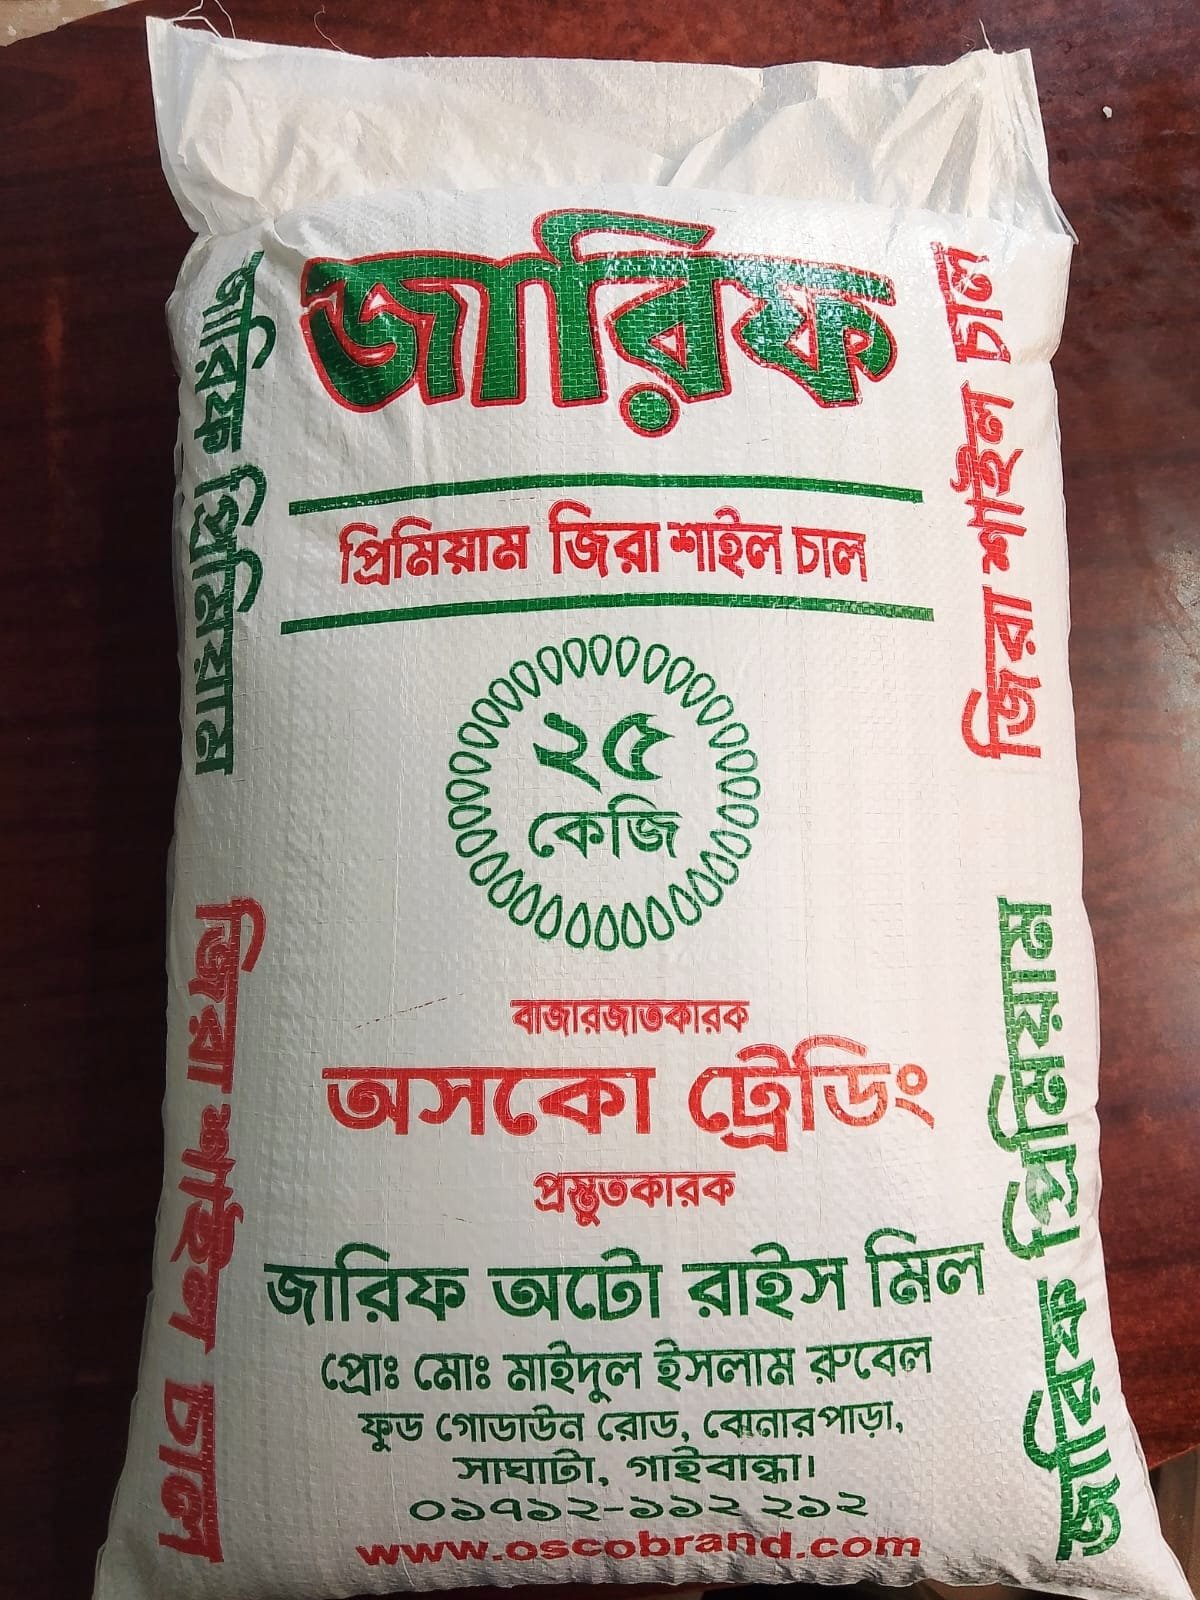 জারিফ
প্রিমিয়াম জিরা শাইল চাল
২৫
কেজি
বাজারজাতকারক
অসকো ট্রেডিং
প্রস্তুতকারক
জারিফ অটো রাইস মিল
প্রোঃ মোঃ মাইদুল ইসলাম রুবেল
ফুড গোডাউন রোড, ঝেনারপাড়া,
সাঘাটা, গাইবান্ধা।
০১৭১২-১১২ ২১২
www.oscobrand.com
জারিফ প্রিমিয়াম
জিরা শাইল চাল
জারিফ প্রিমিয়াম
জিরা শাইল চাল